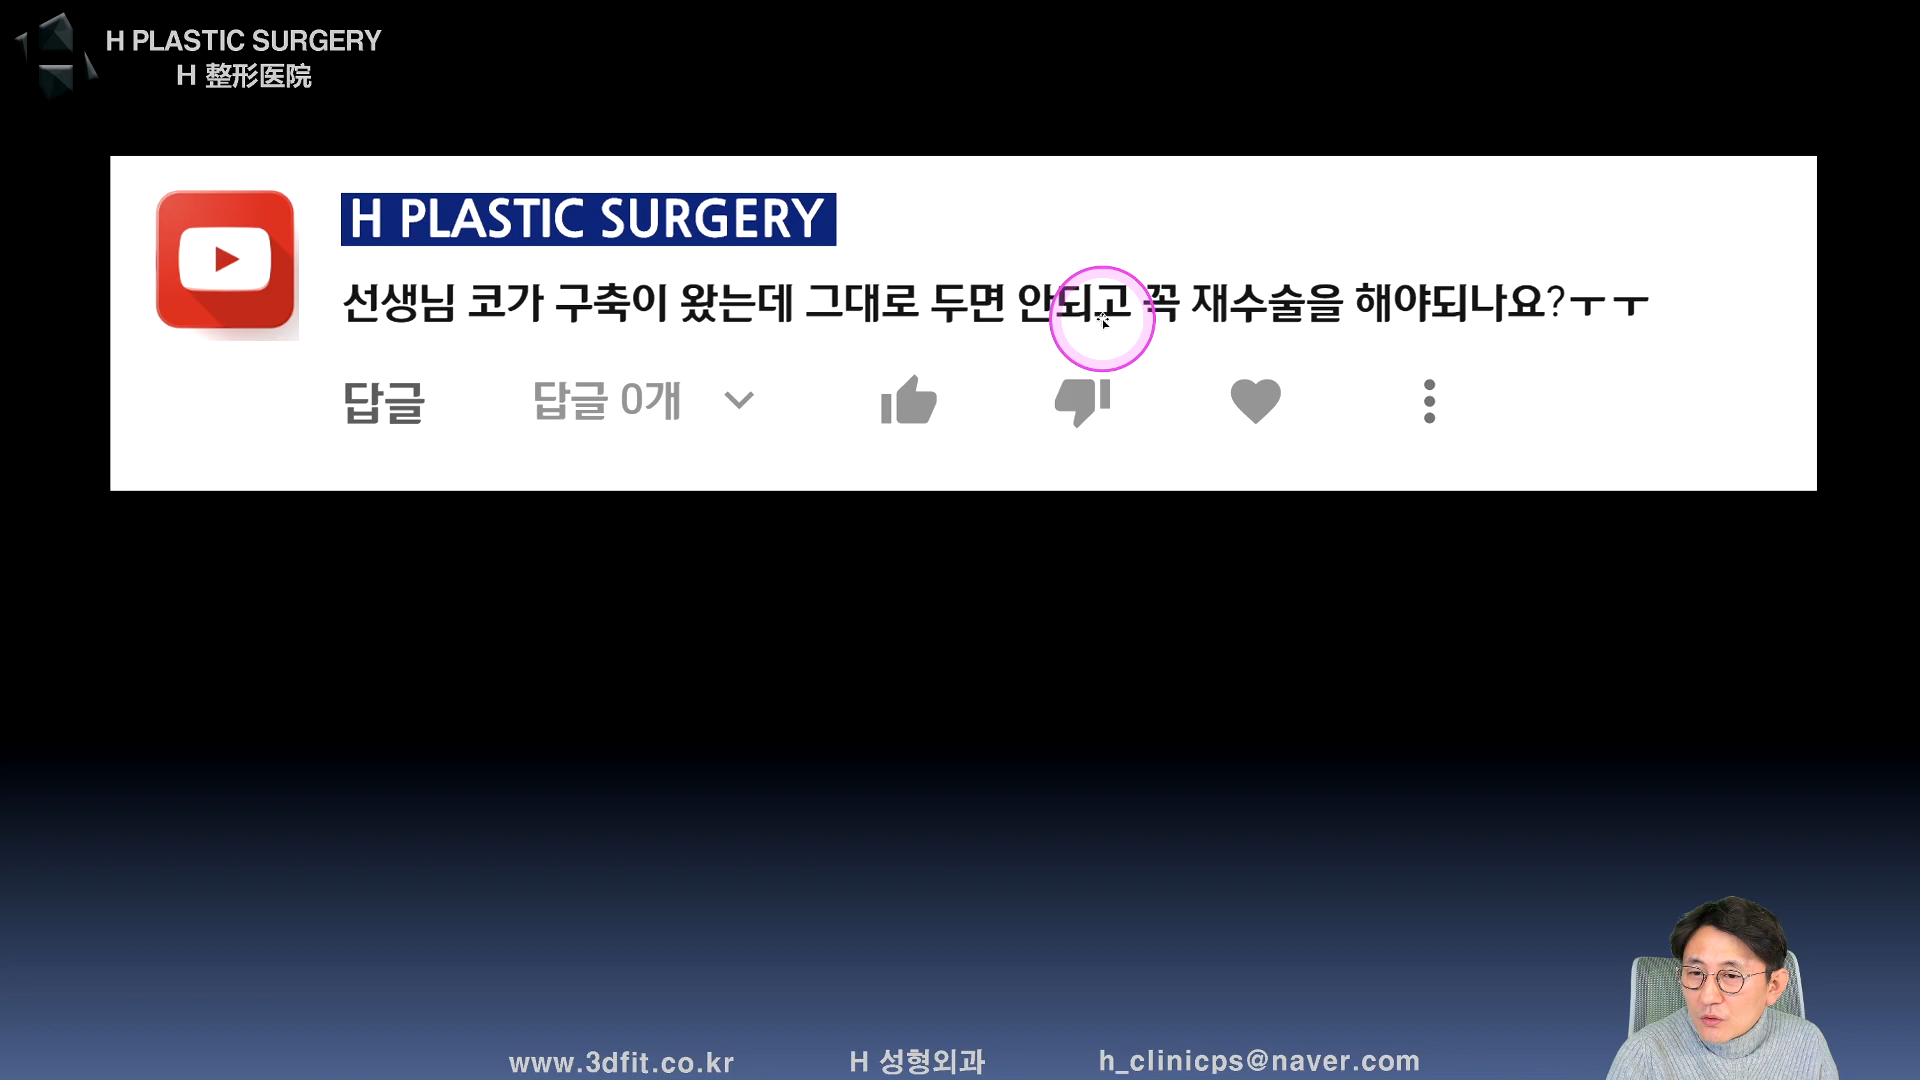 H PLASTIC SURGERY
H 整形医院
H PLASTIC SURGERY
선생님 코가 구축이 왔는데 그대로 두면 안되고 꼭 재수술을 해야되나요?ㅜㅜ
답글 답글 0개
www.3dfit.co.kr H 성형외과 h_clinicps@naver.com